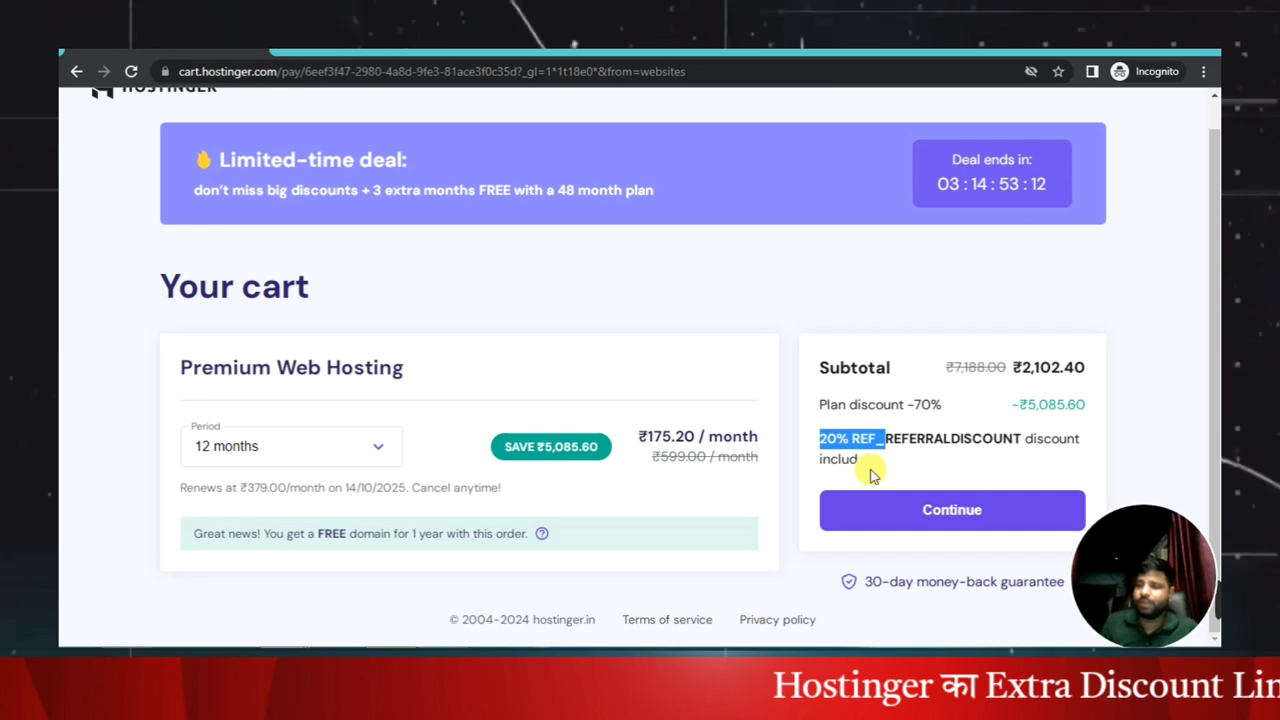 cart.hostinger.com/pay/6eef3f47-2980-4a8d-9fe3-81ace3f0c35d?_gl=1*1t18e0*&from=websites
Incognito
HOSTINGER
Limited-time deal:
don't miss big discounts + 3 extra months FREE with a 48 month plan
Deal ends in:
03 : 14 : 53 : 12
Your cart
Premium Web Hosting
Period
12 months
SAVE ₹5,085.60
₹175.20 / month
₹599.00 / month
Renews at ₹379.00/month on 14/10/2025. Cancel anytime!
Great news! You get a FREE domain for 1 year with this order.
Subtotal ₹7,188.00 ₹2,102.40
Plan discount -70% -₹5,085.60
20% REF_REFERRALDISCOUNT discount
includ
Continue
30-day money-back guarantee
© 2004-2024 hostinger.in Terms of service Privacy policy
Hostinger का Extra Discount Lin